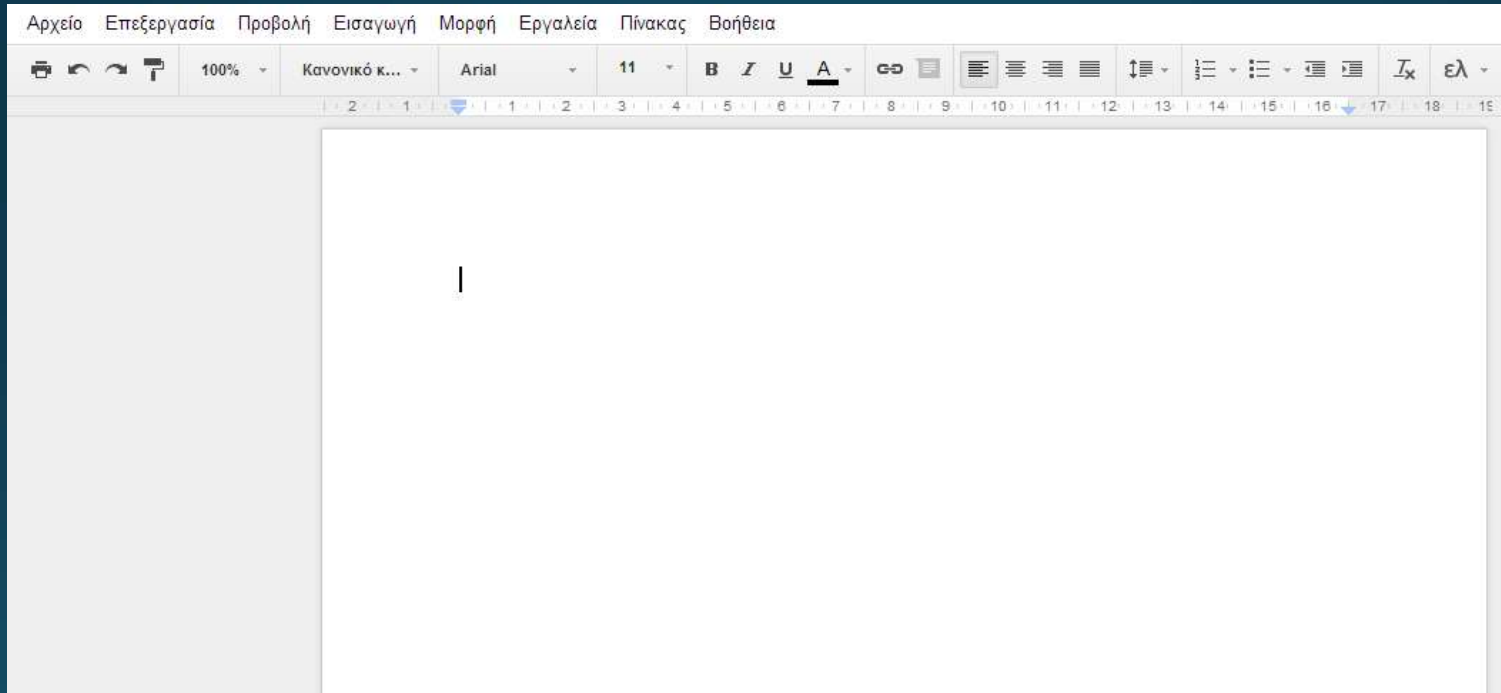 Αρχείο Επεξεργασία Προβολή Εισαγωγή Μορφή Εργαλεία Πίνακας Βοήθεια
100% Κανονικό κ... Arial 11 B I U A ελ
2 1 1 2 3 4 5 6 7 8 9 10 11 12 13 14 15 16 17 18 19